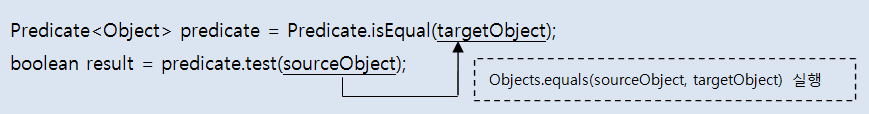 Predicate<Object> predicate = Predicate.isEqual(targetObject);
boolean result = predicate.test(sourceObject);
Objects.equals(sourceObject, targetObject) 실행